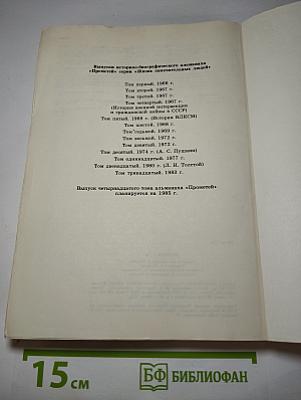 Выпуски историко-биографического альманаха
«Прометей» серии «Жизнь замечательных людей»
Том первый, 1966 г.
Том второй, 1967 г.
Том третий, 1967 г.
Том четвертый, 1967 г.
(История военной интервенции
и гражданской войны в СССР)
Том пятый, 1968 г. (История ВЛКСМ)
Том шестой, 1968 г.
Том седьмой, 1969 г.
Том восьмой, 1972 г.
Том девятый, 1972 г.
Том десятый, 1974 г. (А. С. Пушкин)
Том одиннадцатый, 1977 г.
Том двенадцатый, 1980 г. (Л. Н. Толстой)
Том тринадцатый, 1983 г.
Выпуск четырнадцатого тома альманаха «Прометей»
планируется на 1985 г.
15 см
БФ БИБЛИОФАН